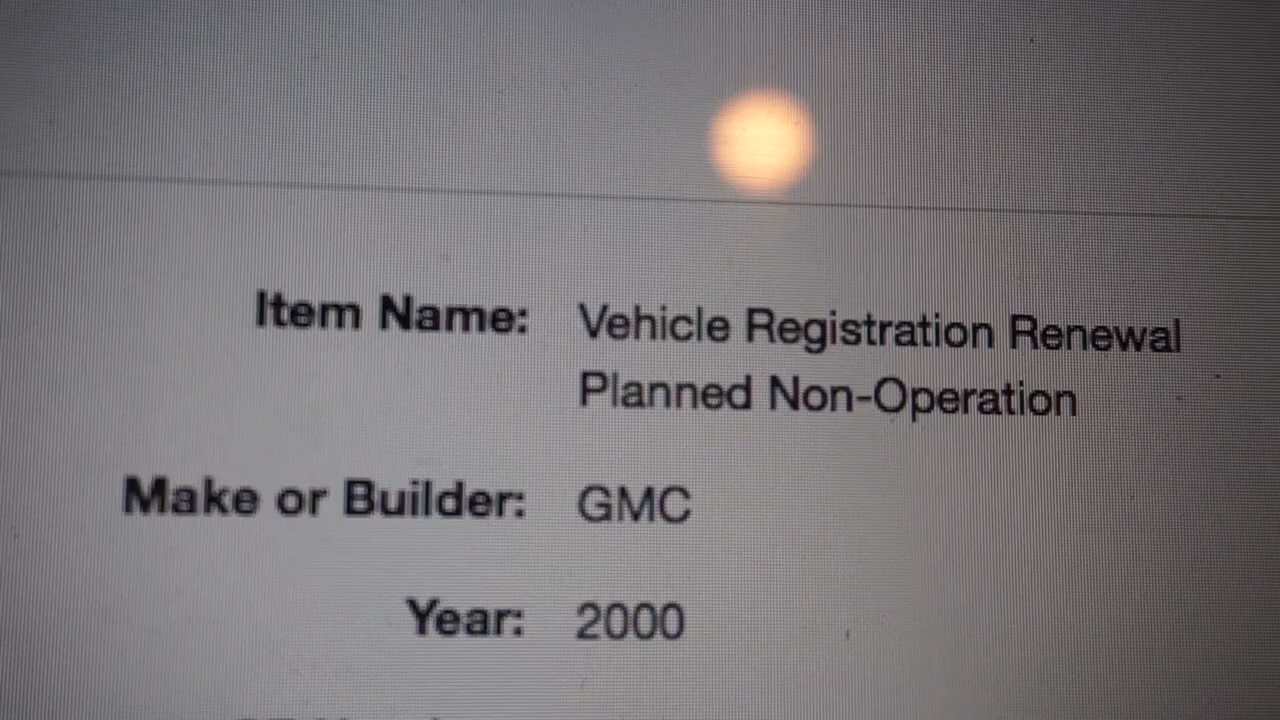 Item Name: Vehicle Registration Renewal
Planned Non-Operation
Make or Builder: GMC
Year: 2000